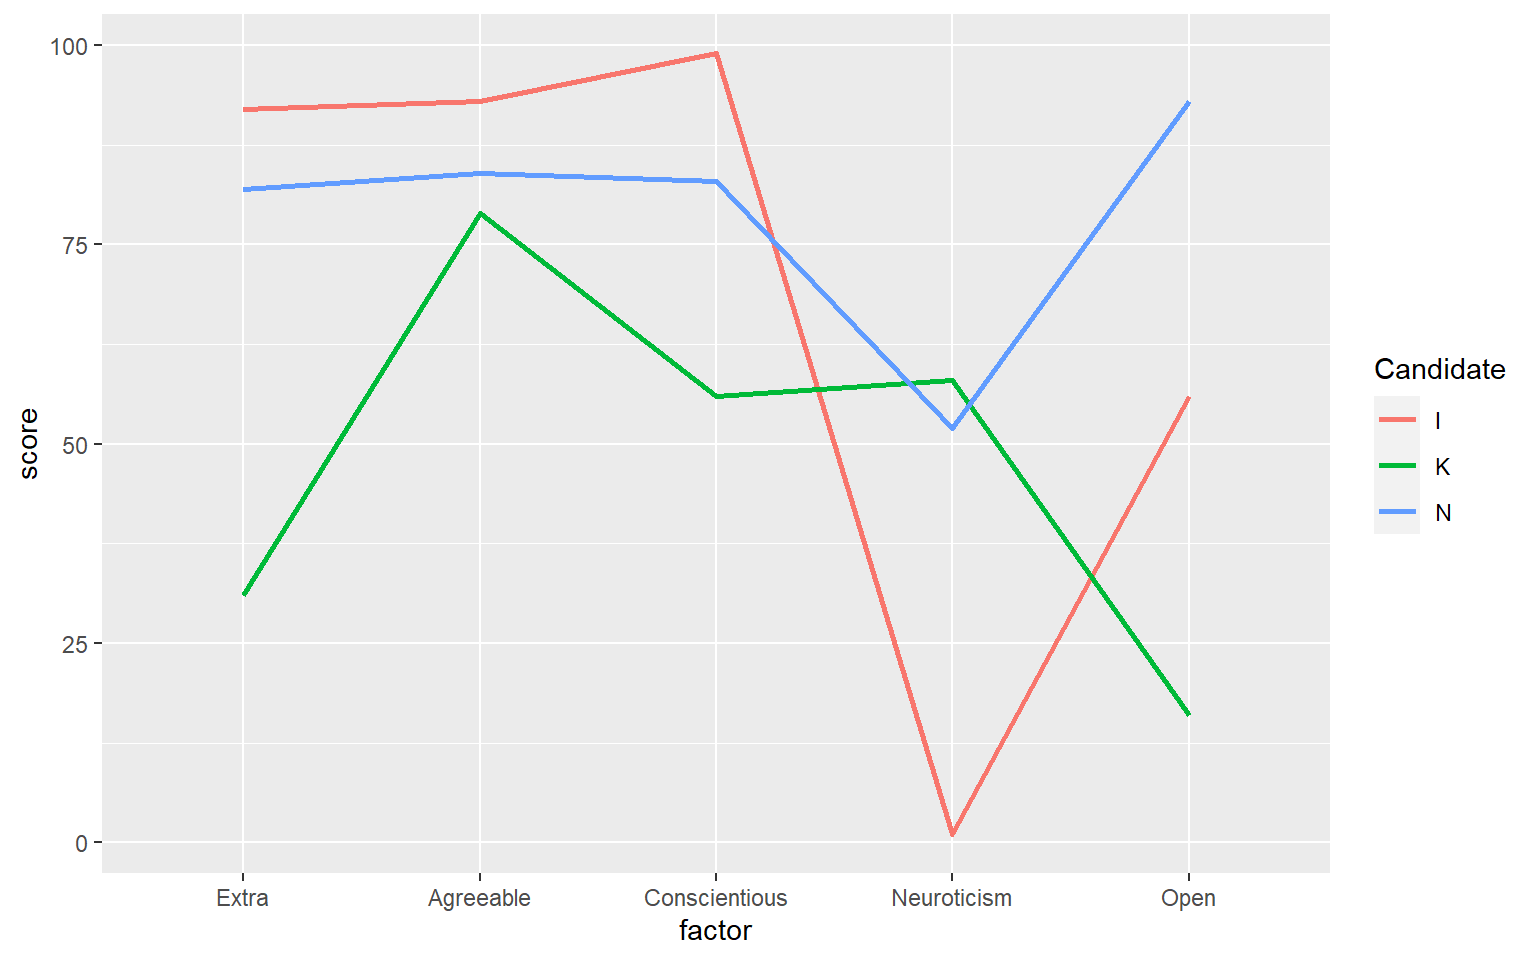 100
75
50
25
0
score
Extra Agreeable Conscientious Neuroticism Open
factor
Candidate
I
K
N